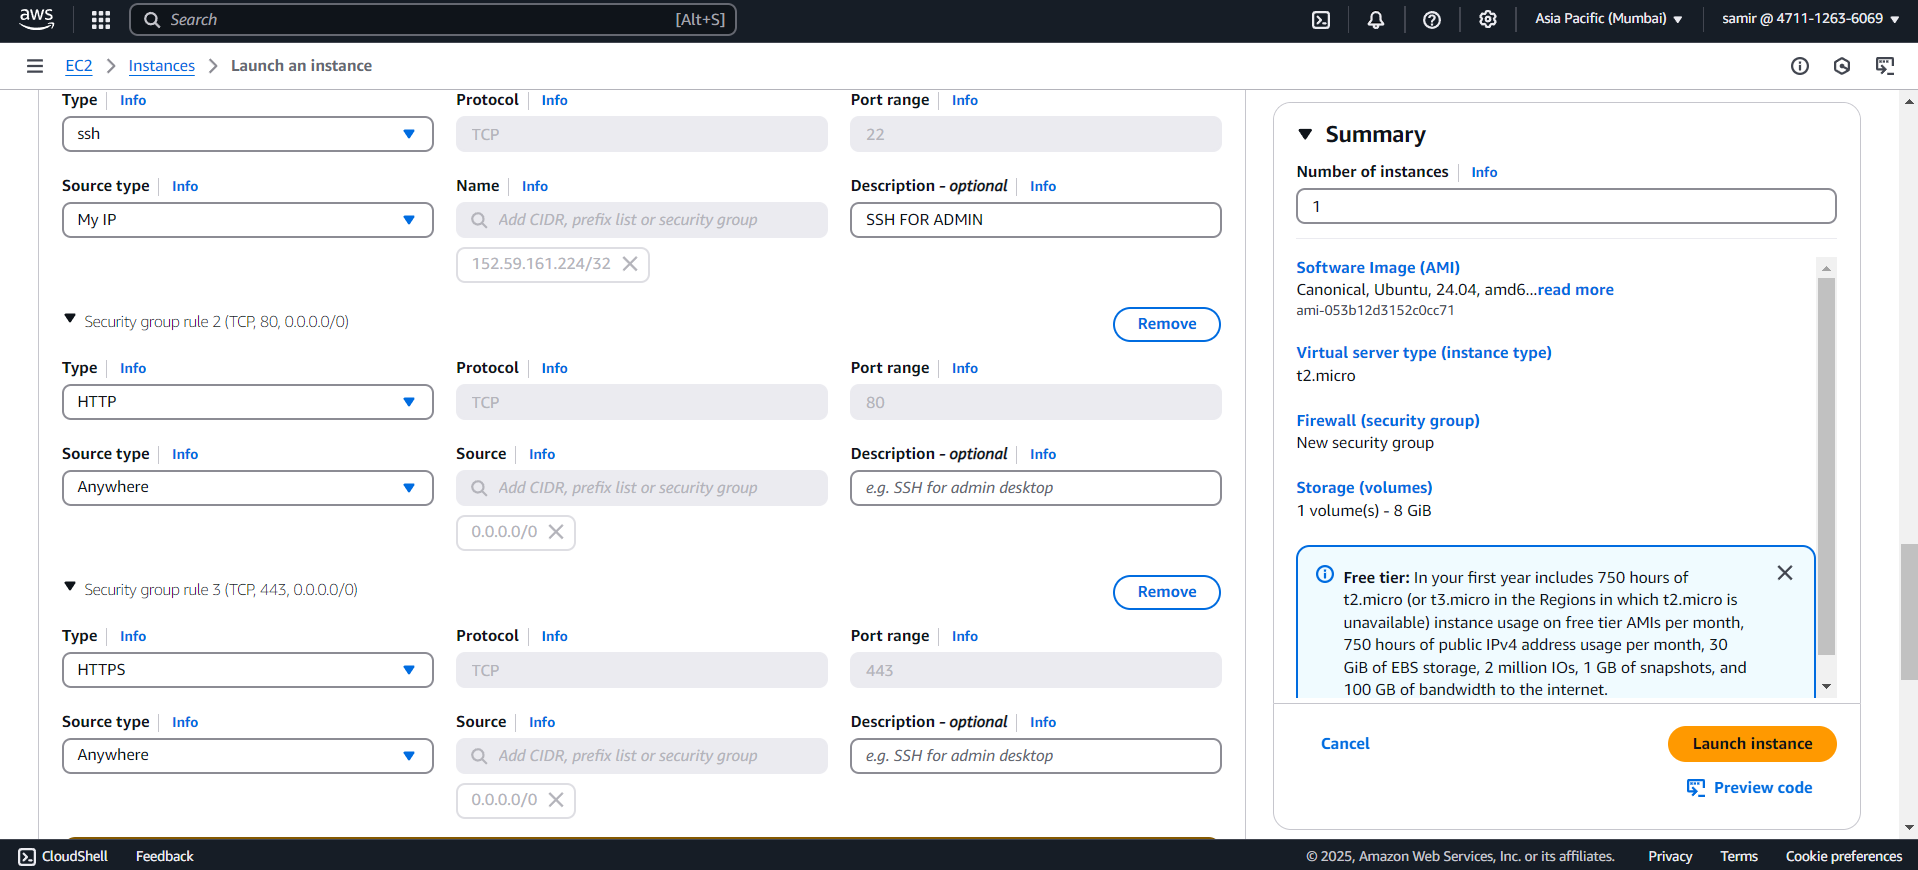 aws
Search [Alt+S]
Asia Pacific (Mumbai)
samir @ 4711-1263-6069
EC2
Instances
Launch an instance
Type Info
Protocol Info
Port range Info
ssh
TCP
22
Source type Info
Name Info
Description - optional Info
My IP
Add CIDR, prefix list or security group
SSH FOR ADMIN
152.59.161.224/32
Security group rule 2 (TCP, 80, 0.0.0.0/0)
Remove
Type Info
Protocol Info
Port range Info
HTTP
TCP
80
Source type Info
Source Info
Description - optional Info
Anywhere
Add CIDR, prefix list or security group
e.g. SSH for admin desktop
0.0.0.0/0
Security group rule 3 (TCP, 443, 0.0.0.0/0)
Remove
Type Info
Protocol Info
Port range Info
HTTPS
TCP
443
Source type Info
Source Info
Description - optional Info
Anywhere
Add CIDR, prefix list or security group
e.g. SSH for admin desktop
0.0.0.0/0
Summary
Number of instances Info
1
Software Image (AMI)
Canonical, Ubuntu, 24.04, amd6...read more
ami-053b12d3152c0cc71
Virtual server type (instance type)
t2.micro
Firewall (security group)
New security group
Storage (volumes)
1 volume(s) - 8 GiB
Free tier: In your first year includes 750 hours of
t2.micro (or t3.micro in the Regions in which t2.micro is
unavailable) instance usage on free tier AMIs per month,
750 hours of public IPv4 address usage per month, 30
GiB of EBS storage, 2 million IOs, 1 GB of snapshots, and
100 GB of bandwidth to the internet.
Cancel
Launch instance
Preview code
CloudShell
Feedback
© 2025, Amazon Web Services, Inc. or its affiliates.
Privacy
Terms
Cookie preferences